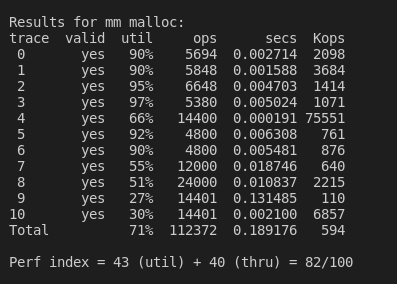 Results for mm malloc:
trace  valid  util     ops      secs  Kops
 0       yes   90%    5694  0.002714  2098
 1       yes   90%    5848  0.001588  3684
 2       yes   95%    6648  0.004703  1414
 3       yes   97%    5380  0.005024  1071
 4       yes   66%   14400  0.000191 75551
 5       yes   92%    4800  0.006308   761
 6       yes   90%    4800  0.005481   876
 7       yes   55%   12000  0.018746   640
 8       yes   51%   24000  0.010837  2215
 9       yes   27%   14401  0.131485   110
10       yes   30%   14401  0.002100  6857
Total          71%  112372  0.189176   594
Perf index = 43 (util) + 40 (thru) = 82/100